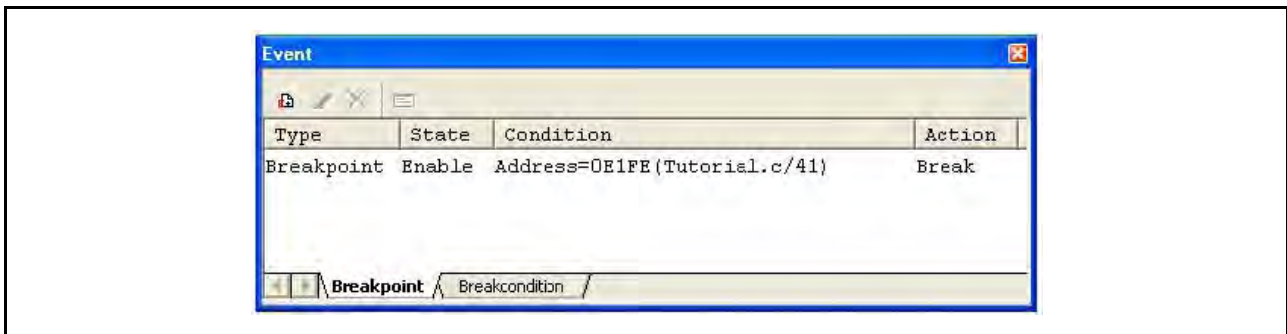 Event
Type State Condition Action
Breakpoint Enable Address=0E1FE(Tutorial.c/41) Break
Breakpoint Breakcondition